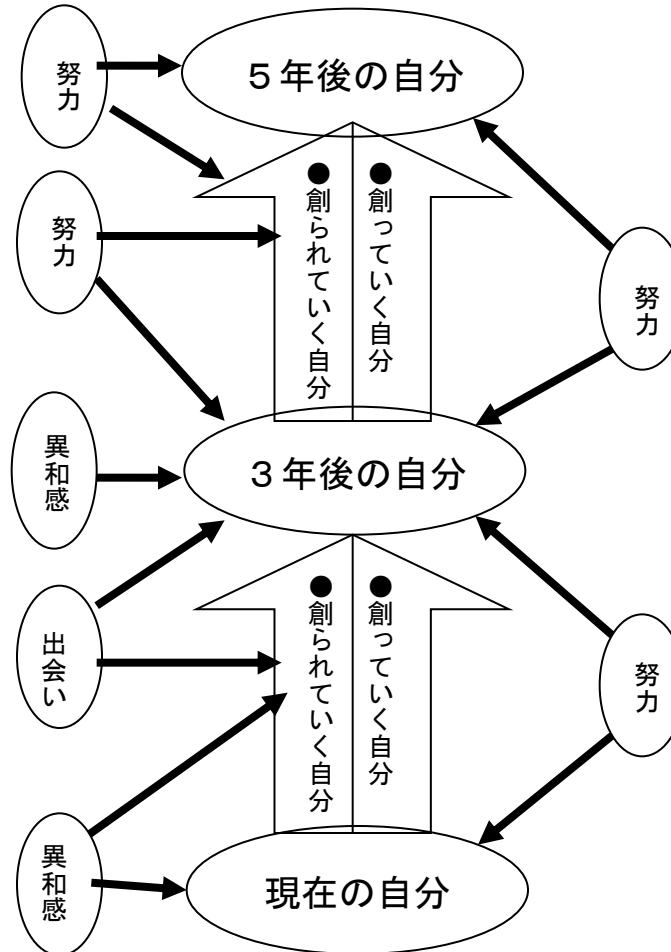 努力
5年後の自分
努力
●創られていく自分
●創っていく自分
努力
異和感
3年後の自分
出会い
●創られていく自分
●創っていく自分
努力
異和感
現在の自分